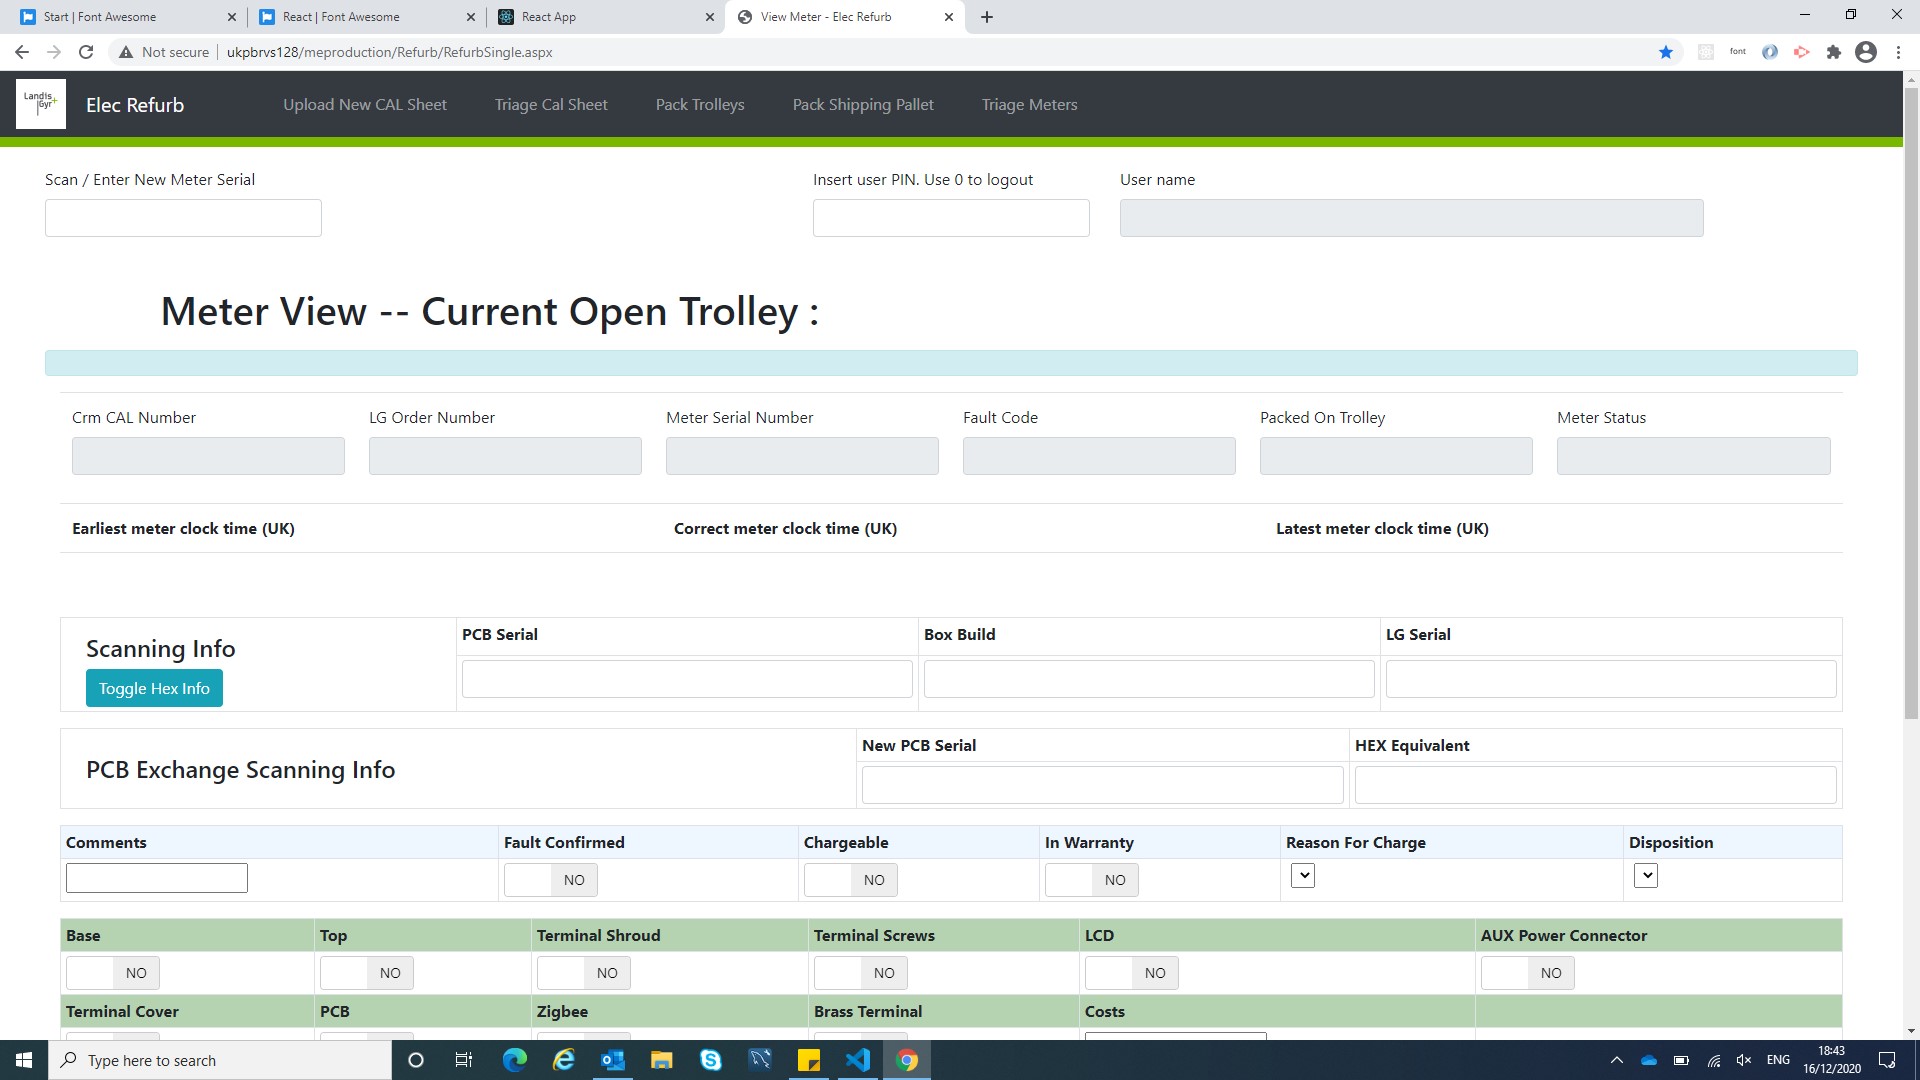 Start | Font Awesome
React | Font Awesome
React App
View Meter - Elec Refurb
Not secure
ukpbrvs128/meproduction/Refurb/RefurbSingle.aspx
font
Landis
Gyr+
Elec Refurb
Upload New CAL Sheet
Triage Cal Sheet
Pack Trolleys
Pack Shipping Pallet
Triage Meters
Scan / Enter New Meter Serial
Insert user PIN. Use 0 to logout
User name
Meter View -- Current Open Trolley :
Crm CAL Number
LG Order Number
Meter Serial Number
Fault Code
Packed On Trolley
Meter Status
Earliest meter clock time (UK)
Correct meter clock time (UK)
Latest meter clock time (UK)
Scanning Info
Toggle Hex Info
PCB Serial
Box Build
LG Serial
PCB Exchange Scanning Info
New PCB Serial
HEX Equivalent
Comments
Fault Confirmed
Chargeable
In Warranty
Reason For Charge
Disposition
NO
NO
NO
Base
Top
Terminal Shroud
Terminal Screws
LCD
AUX Power Connector
NO
NO
NO
NO
NO
NO
Terminal Cover
PCB
Zigbee
Brass Terminal
Costs
Type here to search
ENG
18:43
16/12/2020